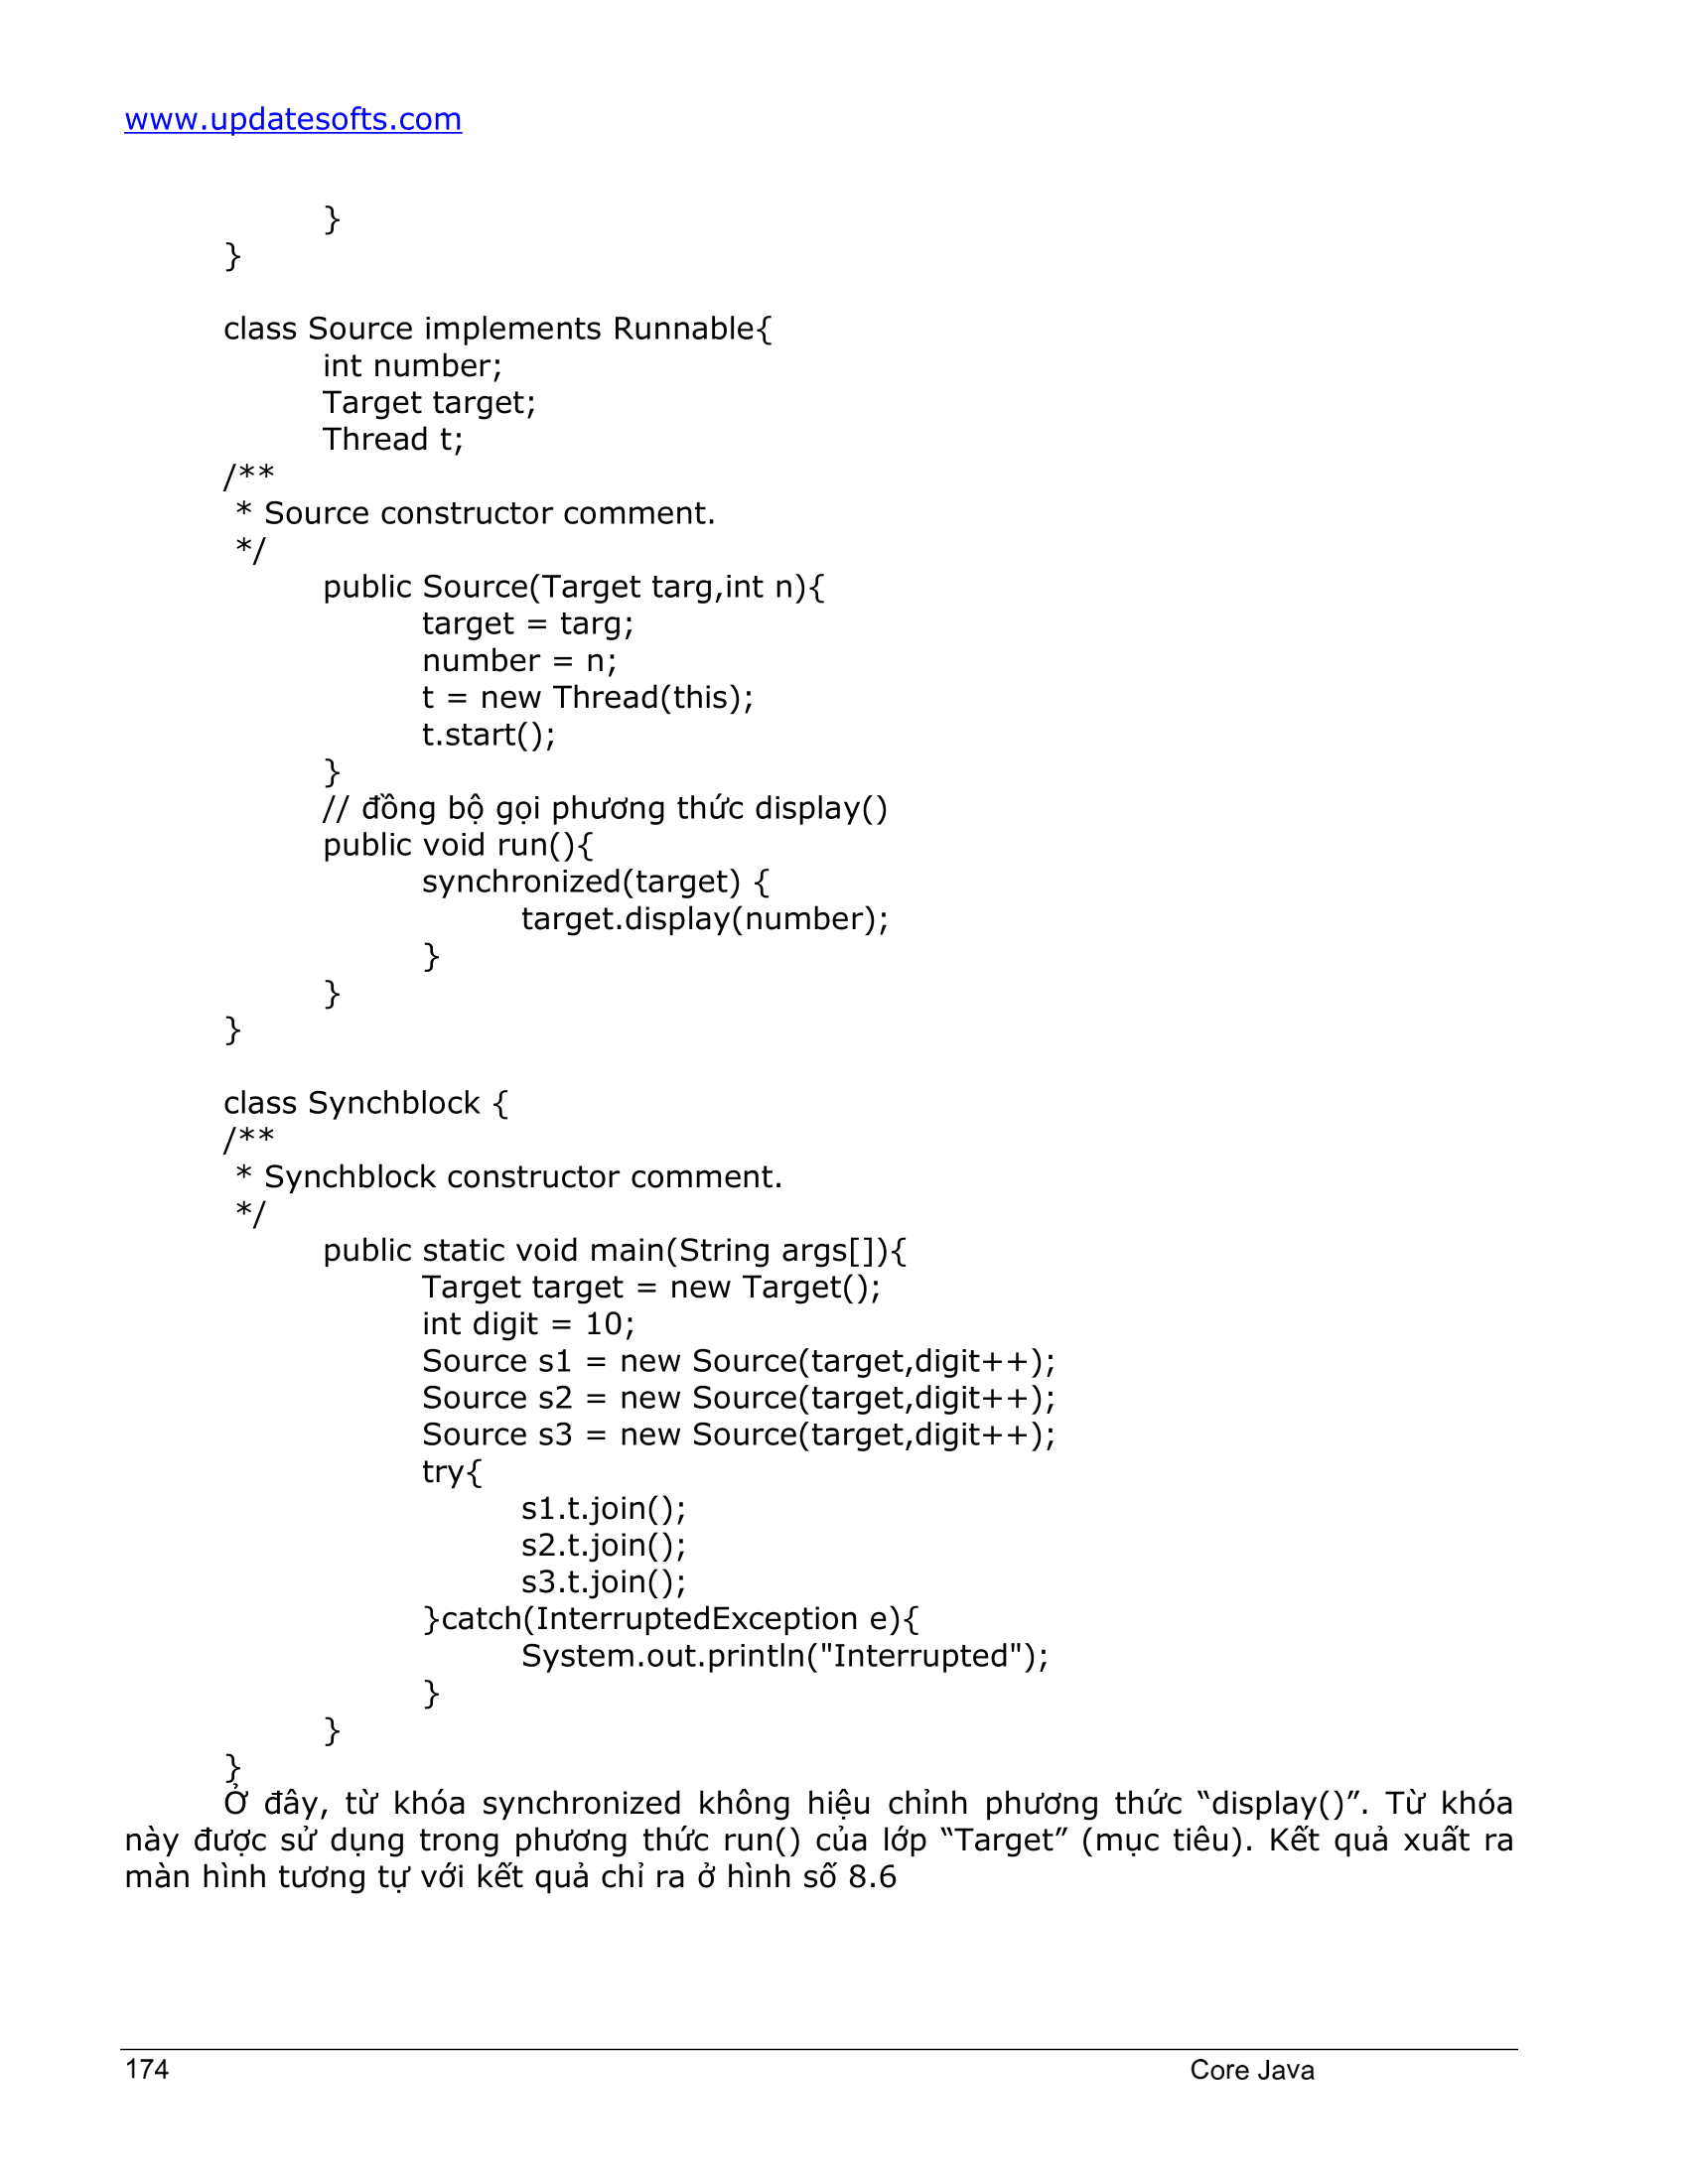 www.updatesofts.com
}
}
class Source implements Runnable{
int number;
Target target;
Thread t;
/**
* Source constructor comment.
*/
public Source(Target targ,int n){
target = targ;
number = n;
t = new Thread(this);
t.start();
}
// đồng bộ gọi phương thức display()
public void run(){
synchronized(target) {
target.display(number);
}
}
}
class Synchblock {
/**
* Synchblock constructor comment.
*/
public static void main(String args[]){
Target target = new Target();
int digit = 10;
Source s1 = new Source(target,digit++);
Source s2 = new Source(target,digit++);
Source s3 = new Source(target,digit++);
try{
s1.t.join();
s2.t.join();
s3.t.join();
}catch(InterruptedException e){
System.out.println("Interrupted");
}
}
}
Ở đây, từ khóa synchronized không hiệu chỉnh phương thức “display()”. Từ khóa
này được sử dụng trong phương thức run() của lớp “Target” (mục tiêu). Kết quả xuất ra
màn hình tương tự với kết quả chỉ ra ở hình số 8.6
174 Core Java